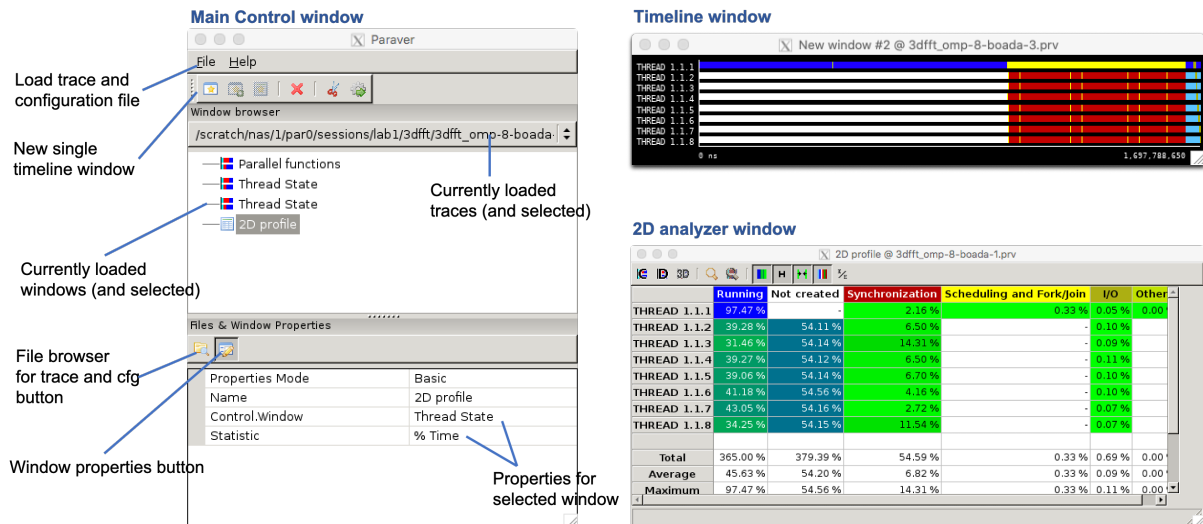 Main Control window
Paraver
File Help
Window browser
/scratch/nas/1/par0/sessions/lab1/3dfft/3dfft_omp-8-boada-
Parallel functions
Thread State
Thread State
2D profile
Files & Window Properties
Properties Mode Basic
Name 2D profile
Control.Window Thread State
Statistic % Time
Load trace and
configuration file
New single
timeline window
Currently loaded
traces (and selected)
Currently loaded
windows (and selected)
File browser
for trace and cfg
button
Window properties button
Properties for
selected window
Timeline window
New window #2 @ 3dfft_omp-8-boada-3.prv
THREAD 1.1.1
THREAD 1.1.2
THREAD 1.1.3
THREAD 1.1.4
THREAD 1.1.5
THREAD 1.1.6
THREAD 1.1.7
THREAD 1.1.8
0 ns 1,697,788,650
2D analyzer window
2D profile @ 3dfft_omp-8-boada-1.prv
3D H
Running Not created Synchronization Scheduling and Fork/Join I/O Other
THREAD 1.1.1 97.47 % - 2.16 % 0.33 % 0.05 % 0.00
THREAD 1.1.2 39.28 % 54.11 % 6.50 % - 0.10 %
THREAD 1.1.3 31.46 % 54.14 % 14.31 % - 0.09 %
THREAD 1.1.4 39.27 % 54.12 % 6.50 % - 0.11 %
THREAD 1.1.5 39.06 % 54.14 % 6.70 % - 0.10 %
THREAD 1.1.6 41.18 % 54.56 % 4.16 % - 0.10 %
THREAD 1.1.7 43.05 % 54.16 % 2.72 % - 0.07 %
THREAD 1.1.8 34.25 % 54.15 % 11.54 % - 0.07 %
Total 365.00 % 379.39 % 54.59 % 0.33 % 0.69 % 0.00
Average 45.63 % 54.20 % 6.82 % 0.33 % 0.09 % 0.00
Maximum 97.47 % 54.56 % 14.31 % 0.33 % 0.11 % 0.00